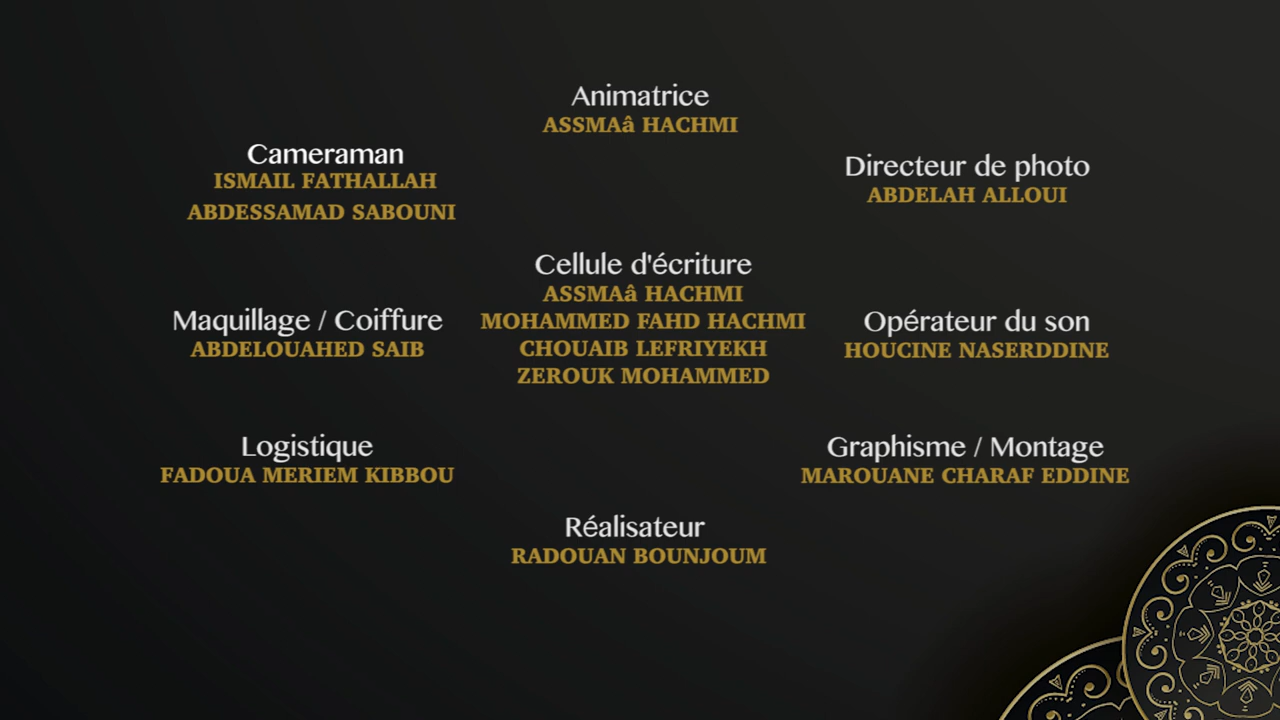 Animatrice
ASSMAâ HACHMI
Cameraman
ISMAIL FATHALLAH
ABDESSAMAD SABOUNI
Directeur de photo
ABDELAH ALLOUI
Cellule d'écriture
ASSMAâ HACHMI
MOHAMMED FAHD HACHMI
CHOUAIB LEFRIYEKH
ZEROUK MOHAMMED
Maquillage / Coiffure
ABDELOUAHED SAIB
Opérateur du son
HOUCINE NASERDDINE
Logistique
FADOUA MERIEM KIBBOU
Graphisme / Montage
MAROUANE CHARAF EDDINE
Réalisateur
RADOUAN BOUNJOUM